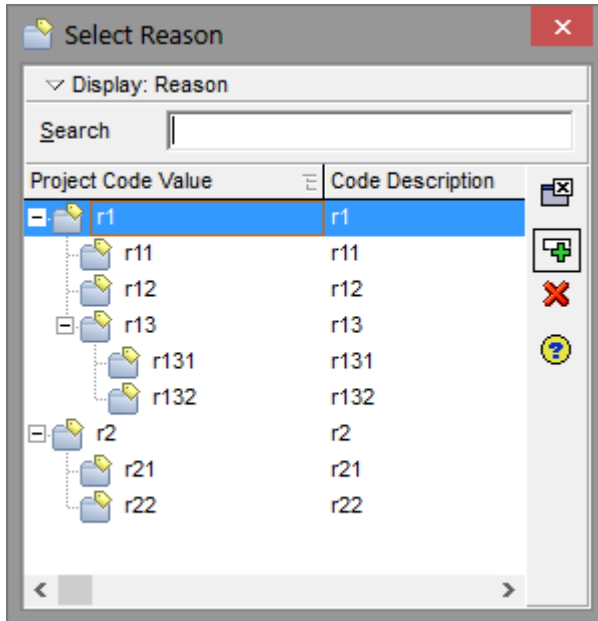 Select Reason
Display: Reason
Search
Project Code Value Code Description
r1 r1
r11 r11
r12 r12
r13 r13
r131 r131
r132 r132
r2 r2
r21 r21
r22 r22